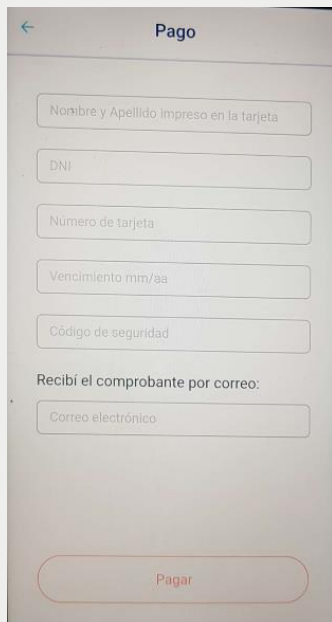 Pago
Nombre y Apellido impreso en la tarjeta
DNI
Número de tarjeta
Vencimiento mm/aa
Código de seguridad
Recibí el comprobante por correo:
Correo electrónico
Pagar